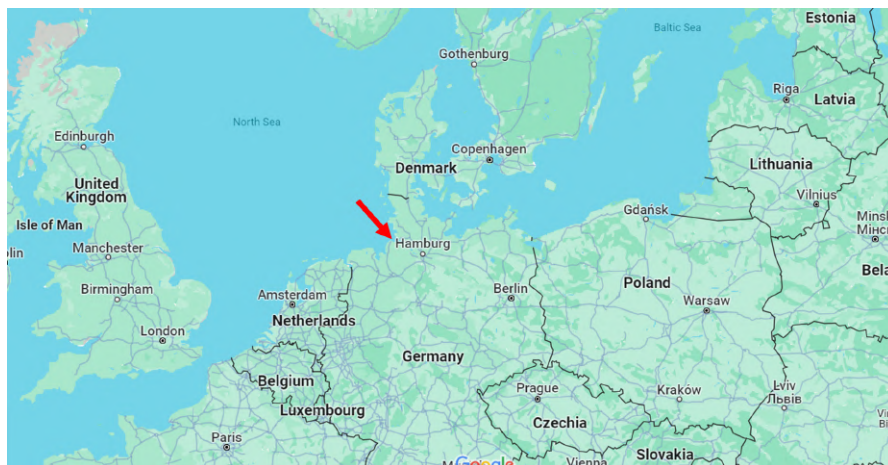 Estonia
Baltic Sea
Gothenburg
Riga
Latvia
North Sea
Edinburgh
Copenhagen
Denmark
Lithuania
United
Kingdom
Vilnius
Isle of Man
Gdańsk
Minsk
Hamburg
Manchester
Poland
Birmingham
Amsterdam
Berlin
Warsaw
Netherlands
London
Germany
Belgium
Prague
Kraków
Lviv
Львів
Luxembourg
Czechia
Paris
Slovakia
Google
Vienna